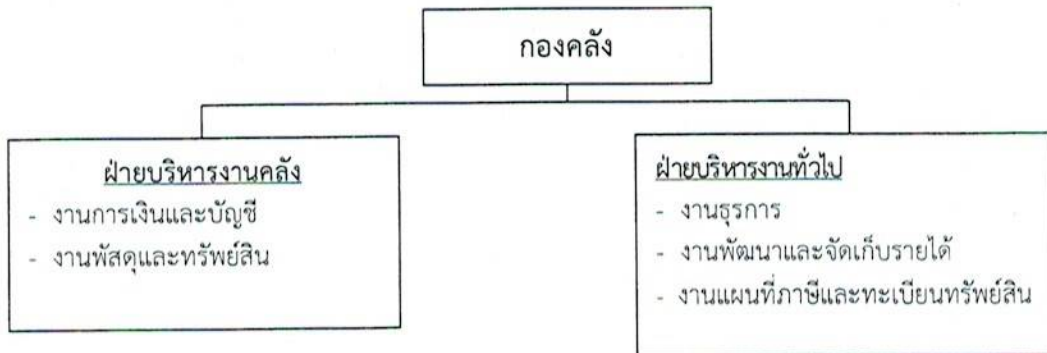 กองคลัง
ฝ่ายบริหารงานคลัง
- งานการเงินและบัญชี
- งานพัสดุและทรัพย์สิน
ฝ่ายบริหารงานทั่วไป
- งานธุรการ
- งานพัฒนาและจัดเก็บรายได้
- งานแผนที่ภาษีและทะเบียนทรัพย์สิน